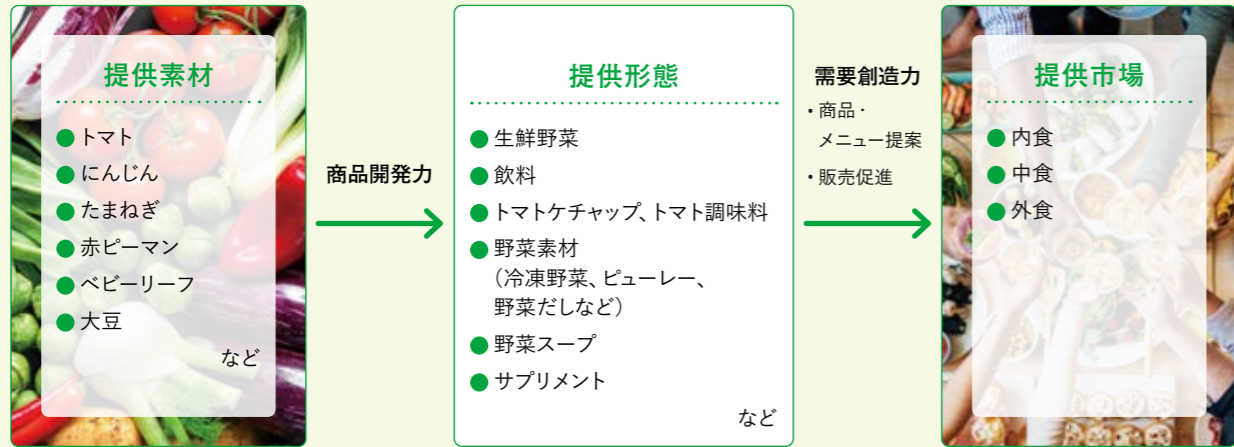 提供素材
トマト
にんじん
たまねぎ
赤ピーマン
ベビーリーフ
大豆
など
商品開発力
提供形態
生鮮野菜
飲料
トマトケチャップ、トマト調味料
野菜素材
（冷凍野菜、ピューレー、
野菜だしなど）
野菜スープ
サプリメント
など
需要創造力
・商品・
メニュー提案
・販売促進
提供市場
内食
中食
外食